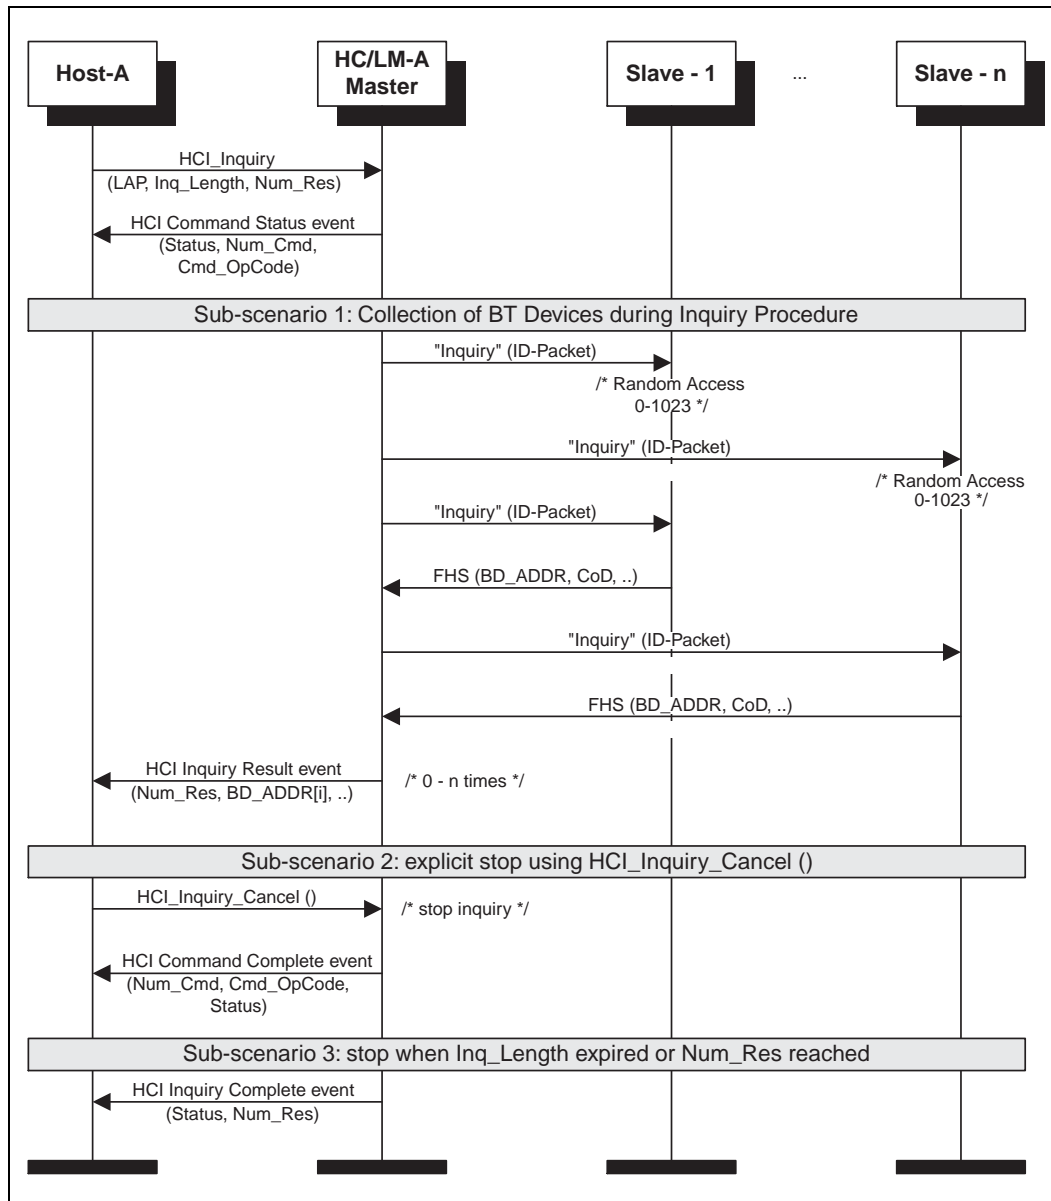 Host-A
HC/LM-A
Master
Slave - 1
...
Slave - n
HCI_Inquiry
(LAP, Inq_Length, Num_Res)
HCI Command Status event
(Status, Num_Cmd,
Cmd_OpCode)
Sub-scenario 1: Collection of BT Devices during Inquiry Procedure
"Inquiry" (ID-Packet)
/* Random Access
0-1023 */
"Inquiry" (ID-Packet)
/* Random Access
0-1023 */
"Inquiry" (ID-Packet)
FHS (BD_ADDR, CoD, ..)
"Inquiry" (ID-Packet)
FHS (BD_ADDR, CoD, ..)
HCI Inquiry Result event
(Num_Res, BD_ADDR[i], ..)
/* 0 - n times */
Sub-scenario 2: explicit stop using HCI_Inquiry_Cancel ()
HCI_Inquiry_Cancel ()
/* stop inquiry */
HCI Command Complete event
(Num_Cmd, Cmd_OpCode,
Status)
Sub-scenario 3: stop when Inq_Length expired or Num_Res reached
HCI Inquiry Complete event
(Status, Num_Res)